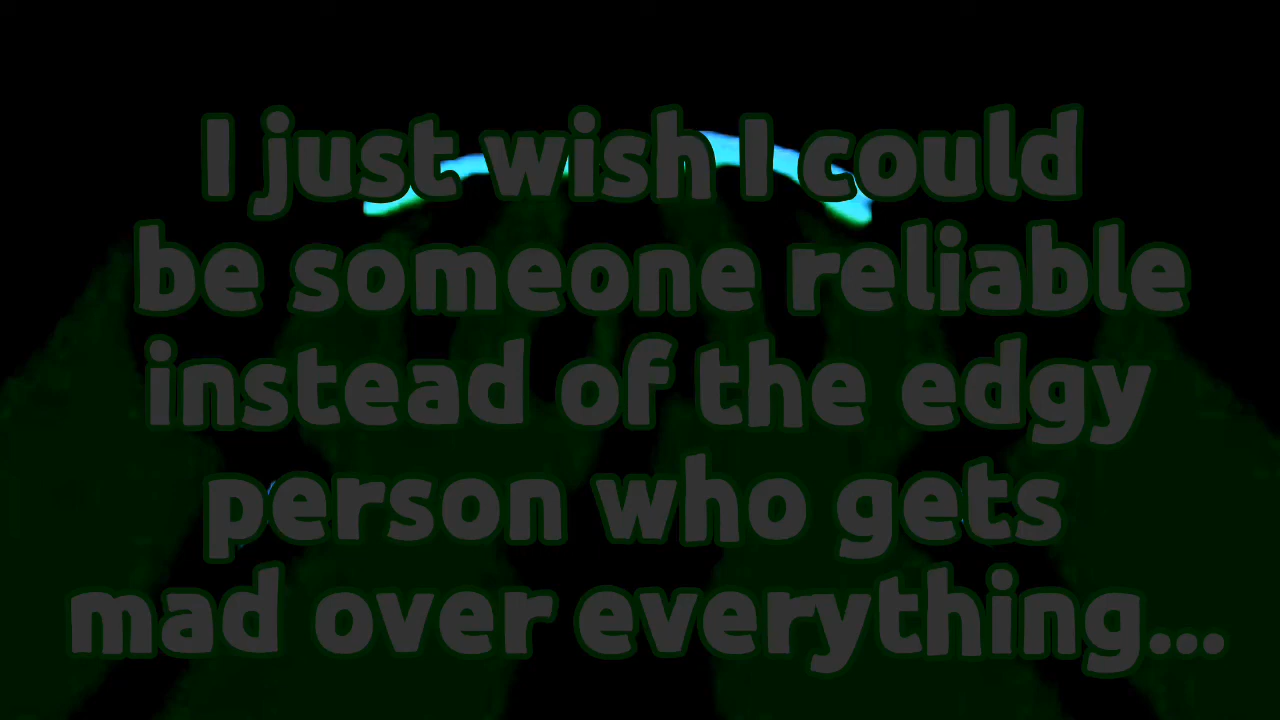 I just wish I could
be someone reliable
instead of the edgy
person who gets
mad over everything...